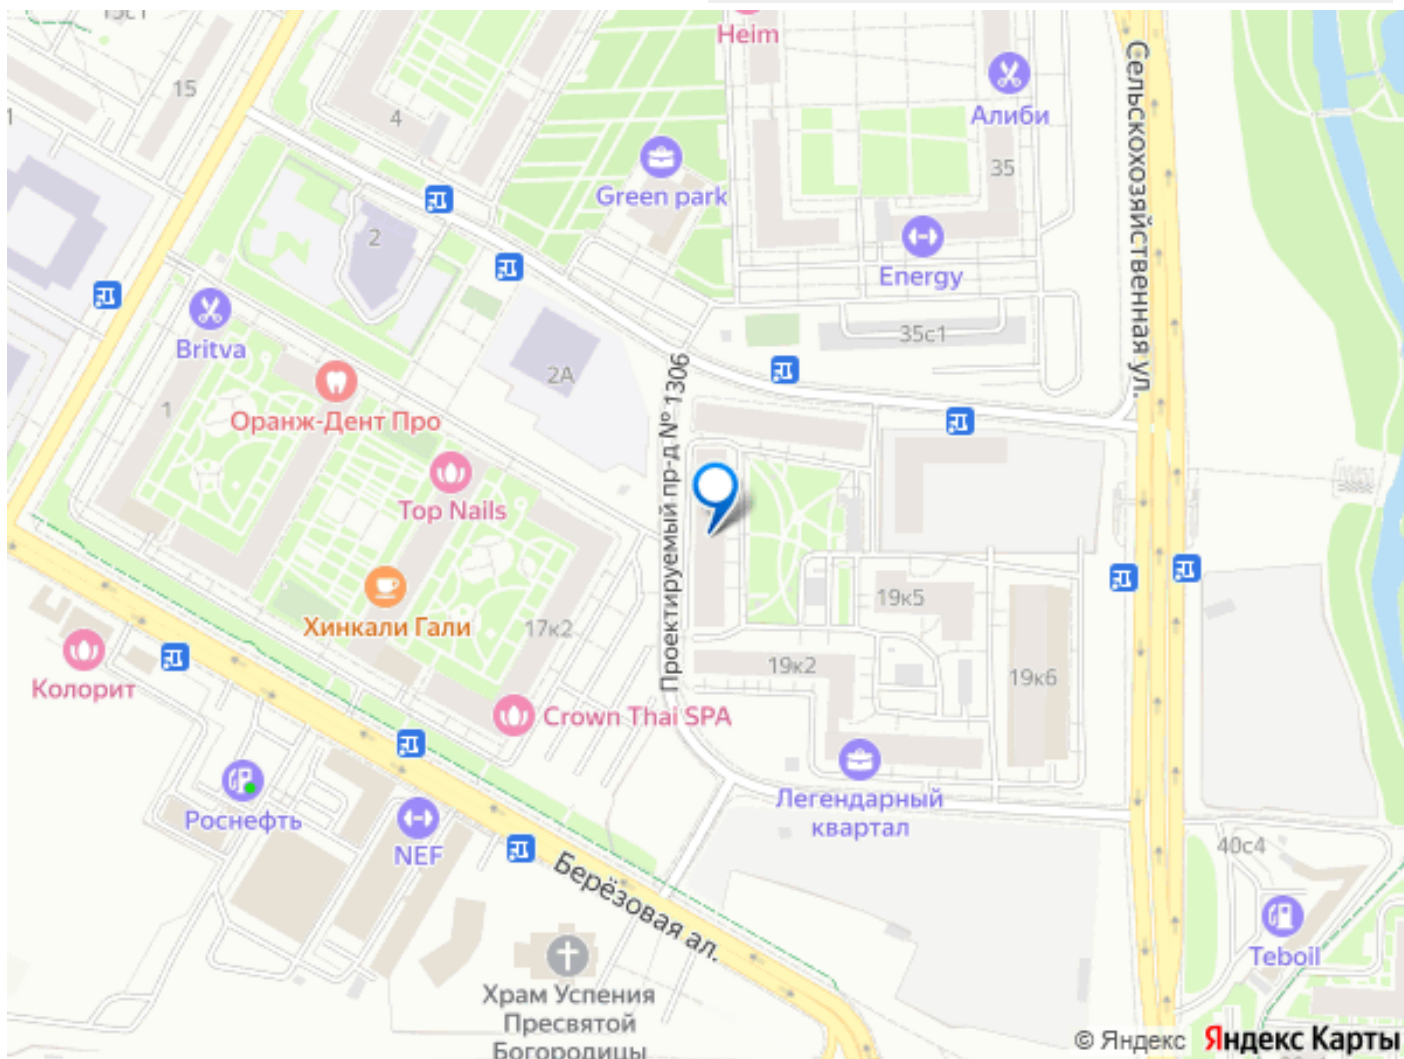 15с1
Heim
Сельскохозяйственная ул.
15
Алиби
4
1
35
Green park
2
Energy
Britva
35с1
2А
Проектируемый пр-д № 1306
1
Оранж-Дент Про
Top Nails
19к5
Хинкали Гали
17к2
19к2
19к6
Колорит
Crown Thai SPA
Роснефть
Легендарный
квартал
NEF
40с4
Берёзовая ал.
Teboil
Храм Успения
Пресвятой
Богородицы
© Яндекс Яндекс Карты